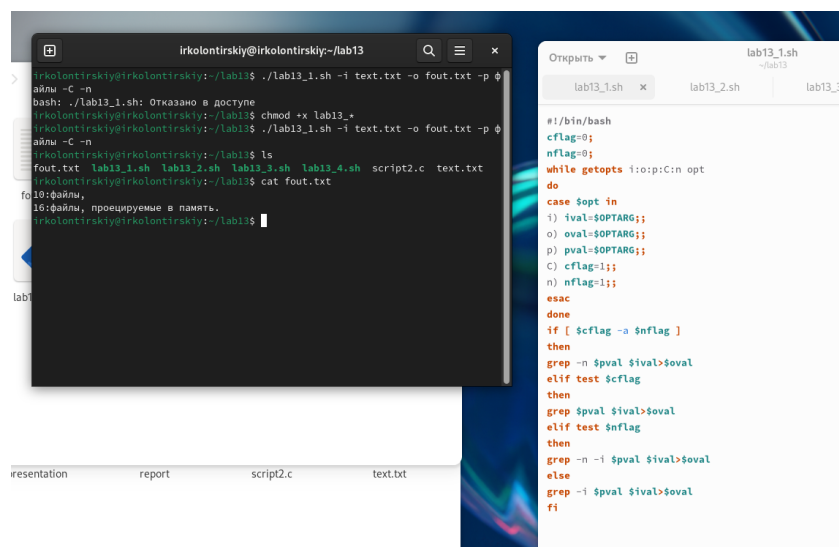 irkolontirskiy@irkolontirskiy:~/lab13
irkolontirskiy@irkolontirskiy:~/lab13$ ./lab13_1.sh -i text.txt -o fout.txt -p ф
айлы -C -n
bash: ./lab13_1.sh: Отказано в доступе
irkolontirskiy@irkolontirskiy:~/lab13$ chmod +x lab13_*
irkolontirskiy@irkolontirskiy:~/lab13$ ./lab13_1.sh -i text.txt -o fout.txt -p ф
айлы -C -n
irkolontirskiy@irkolontirskiy:~/lab13$ ls
fout.txt lab13_1.sh lab13_2.sh lab13_3.sh lab13_4.sh script2.c text.txt
irkolontirskiy@irkolontirskiy:~/lab13$ cat fout.txt
10:файлы,
16:файлы, проецируемые в память.
irkolontirskiy@irkolontirskiy:~/lab13$
fo
lab1
resentation
report
script2.c
text.txt
Открыть
lab13_1.sh
~/lab13
lab13_1.sh × lab13_2.sh lab13_3
#!/bin/bash
cflag=0;
nflag=0;
while getopts i:o:p:C:n opt
do
case $opt in
i) ival=$OPTARG;;
o) oval=$OPTARG;;
p) pval=$OPTARG;;
C) cflag=1;;
n) nflag=1;;
esac
done
if [ $cflag -a $nflag ]
then
grep -n $pval $ival>$oval
elif test $cflag
then
grep $pval $ival>$oval
elif test $nflag
then
grep -n -i $pval $ival>$oval
else
grep -i $pval $ival>$oval
fi